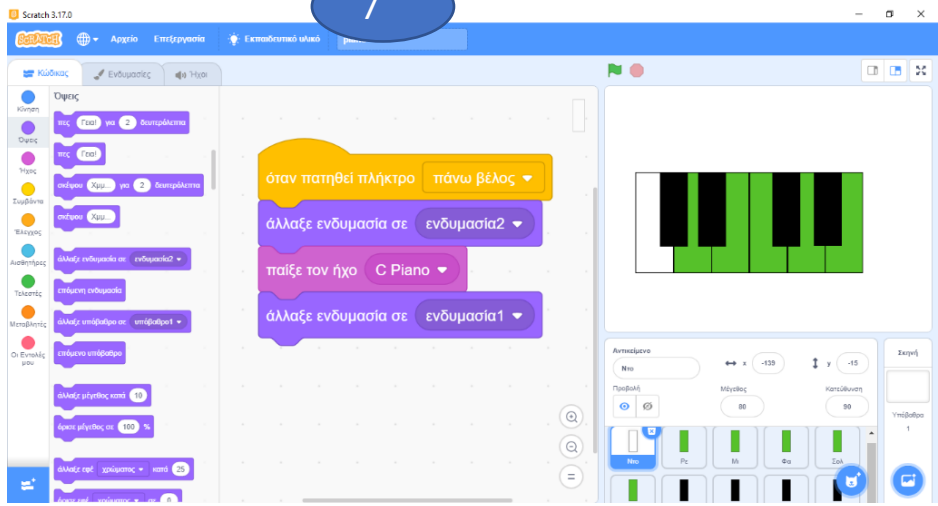 Scratch 3.17.0
7
SCRATCH Αρχείο Επεξεργασία Εκπαιδευτικό υλικό
Κώδικας Ενδυμασίες Ήχοι
Κίνηση
Όψεις
Ήχος
Συμβάντα
Έλεγχος
Αισθητήρες
Τελεστές
Μεταβλητές
Οι Εντολές μου
Όψεις
πες Γεια! για 2 δευτερόλεπτα
πες Γεια!
σκέψου Χμμ... για 2 δευτερόλεπτα
σκέψου Χμμ...
άλλαξε ενδυμασία σε ενδυμασία2
επόμενη ενδυμασία
άλλαξε υπόβαθρο σε υπόβαθρο1
επόμενο υπόβαθρο
άλλαξε μέγεθος κατά 10
όρισε μέγεθος σε 100 %
άλλαξε εφέ χρώματος κατά 25
όταν πατηθεί πλήκτρο πάνω βέλος
άλλαξε ενδυμασία σε ενδυμασία2
παίξε τον ήχο C Piano
άλλαξε ενδυμασία σε ενδυμασία1
Αντικείμενο
Ντο x -139 y -15
Προβολή Μέγεθος Κατεύθυνση
80 90
Ντο Ρε Μι Φα Σολ
Σκηνή
Υπόβαθρα
1